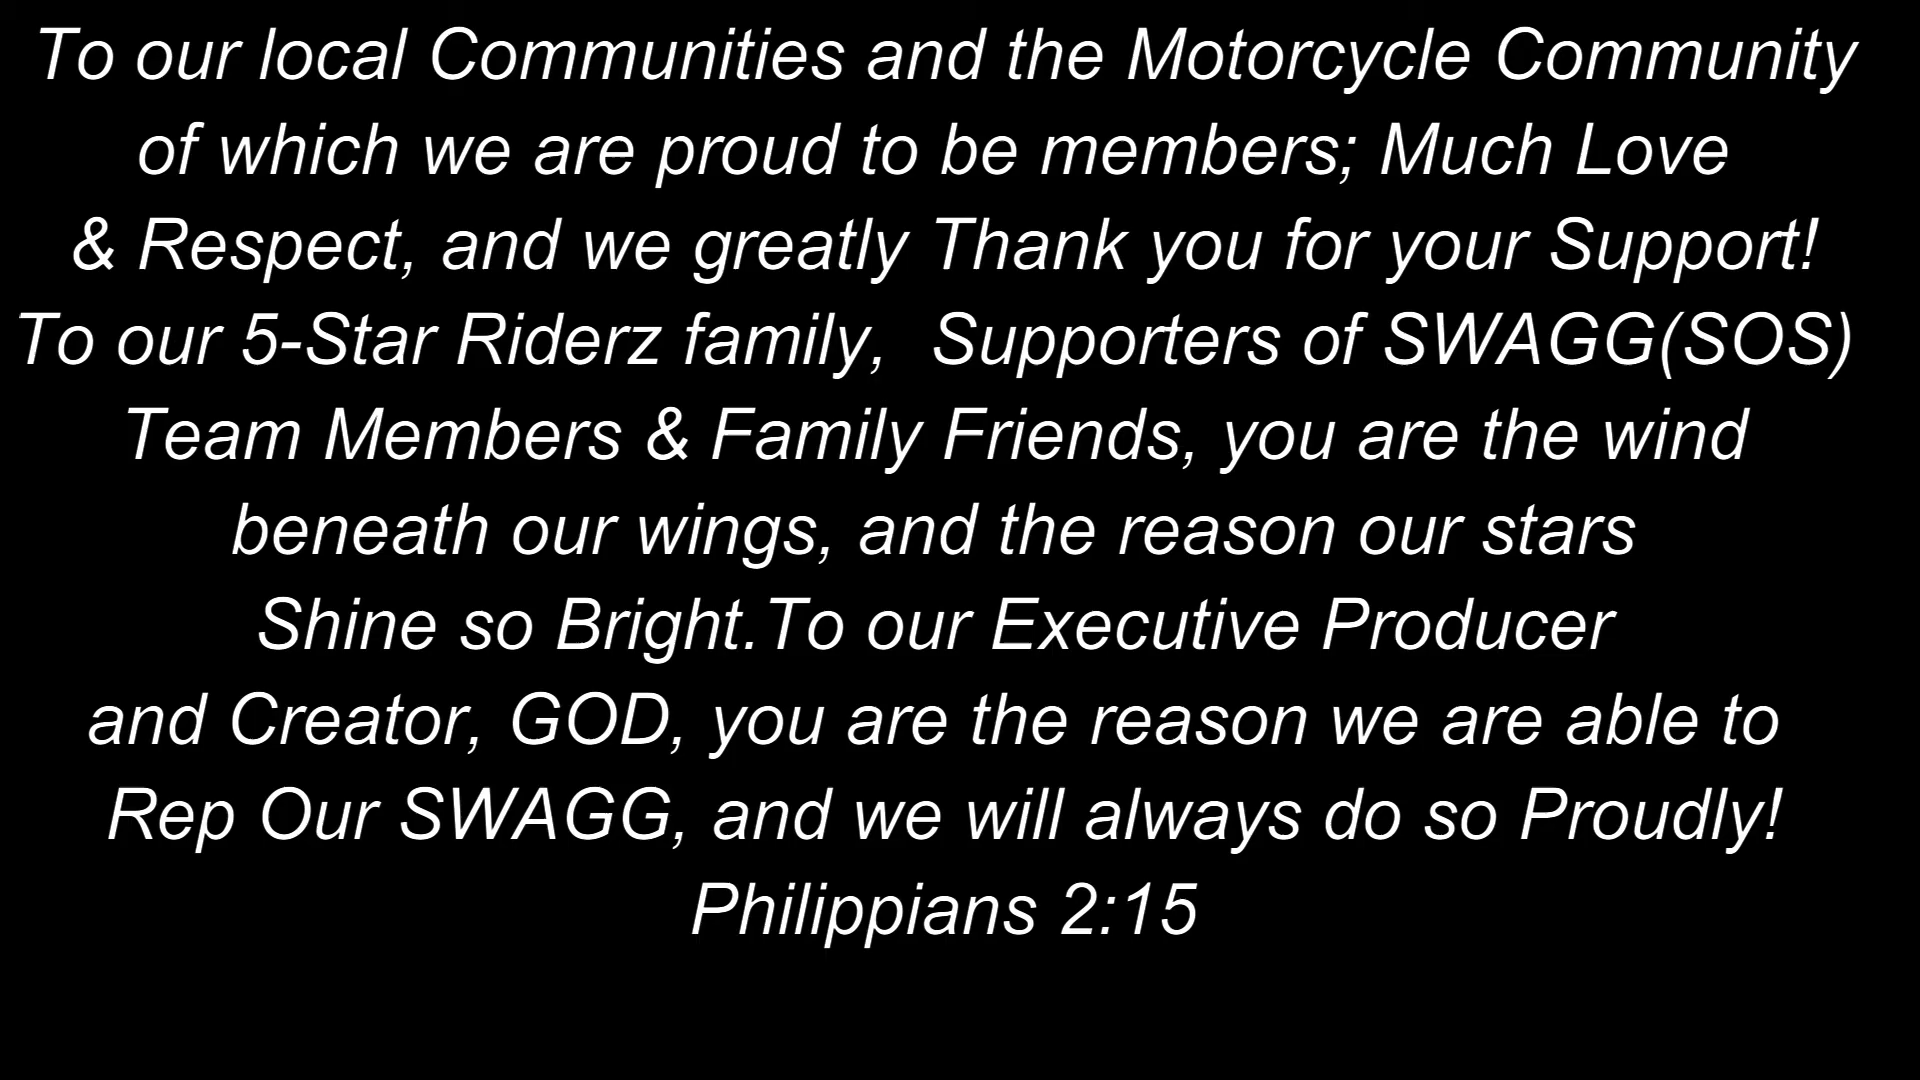 To our local Communities and the Motorcycle Community
of which we are proud to be members; Much Love
& Respect, and we greatly Thank you for your Support!
To our 5-Star Riderz family,  Supporters of SWAGG(SOS)
Team Members & Family Friends, you are the wind
beneath our wings, and the reason our stars
Shine so Bright.To our Executive Producer
and Creator, GOD, you are the reason we are able to
Rep Our SWAGG, and we will always do so Proudly!
Philippians 2:15